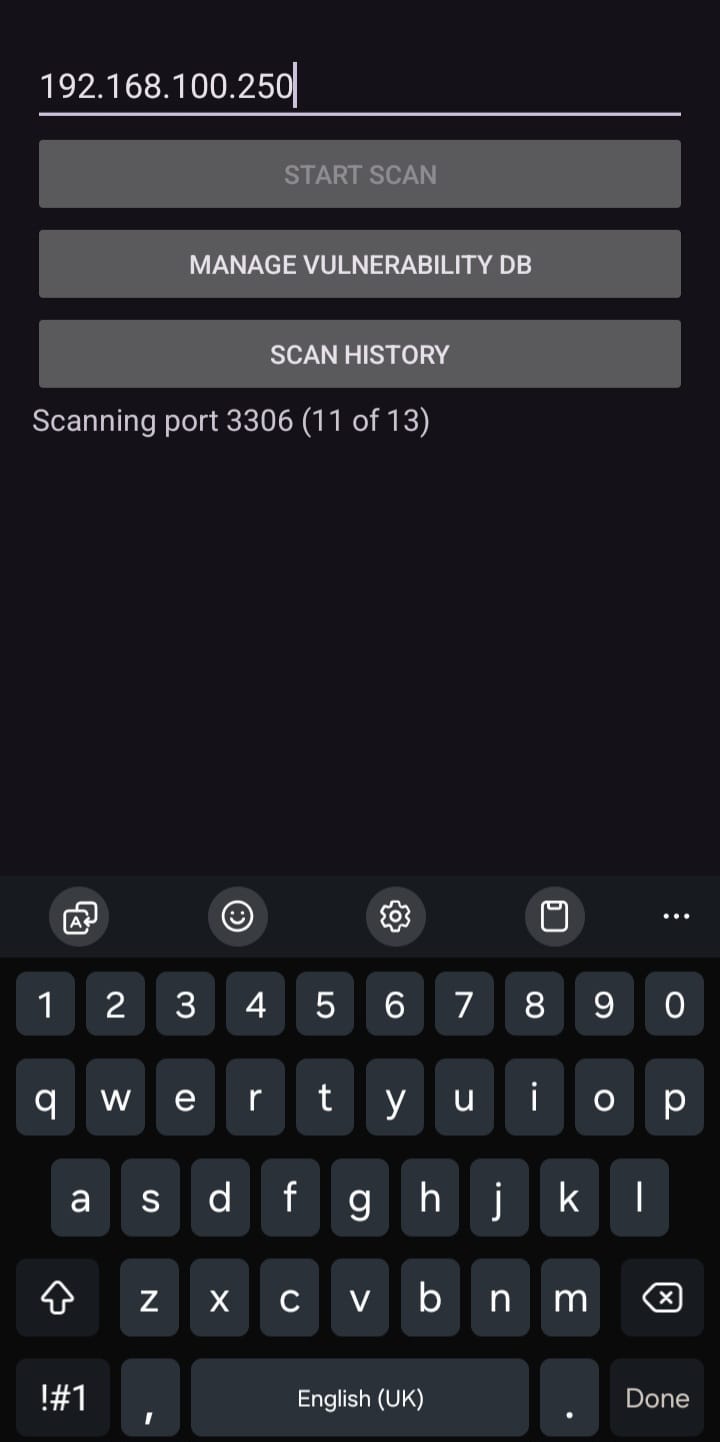 192.168.100.250
START SCAN
MANAGE VULNERABILITY DB
SCAN HISTORY
Scanning port 3306 (11 of 13)
A
1 2 3 4 5 6 7 8 9 0
q w e r t y u i o p
a s d f g h j k l
z x c v b n m
!#1 , English (UK) . Done